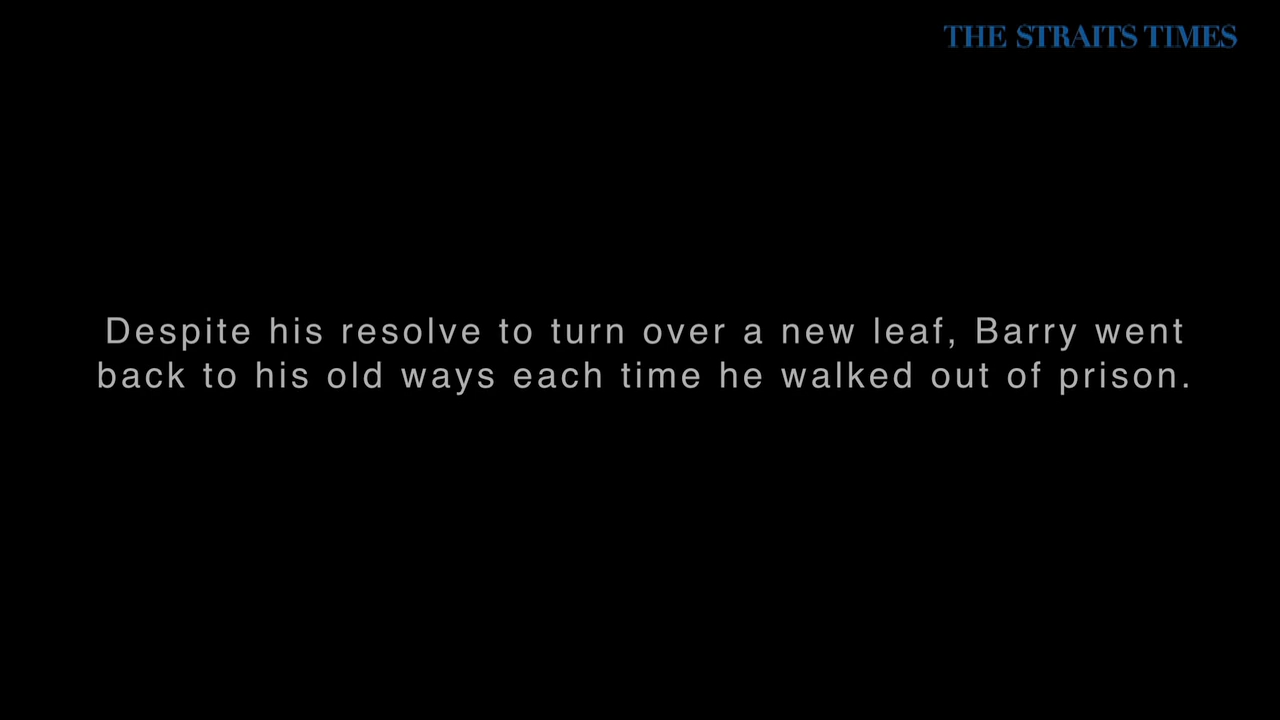 THE STRAITS TIMES
Despite his resolve to turn over a new leaf, Barry went
back to his old ways each time he walked out of prison.